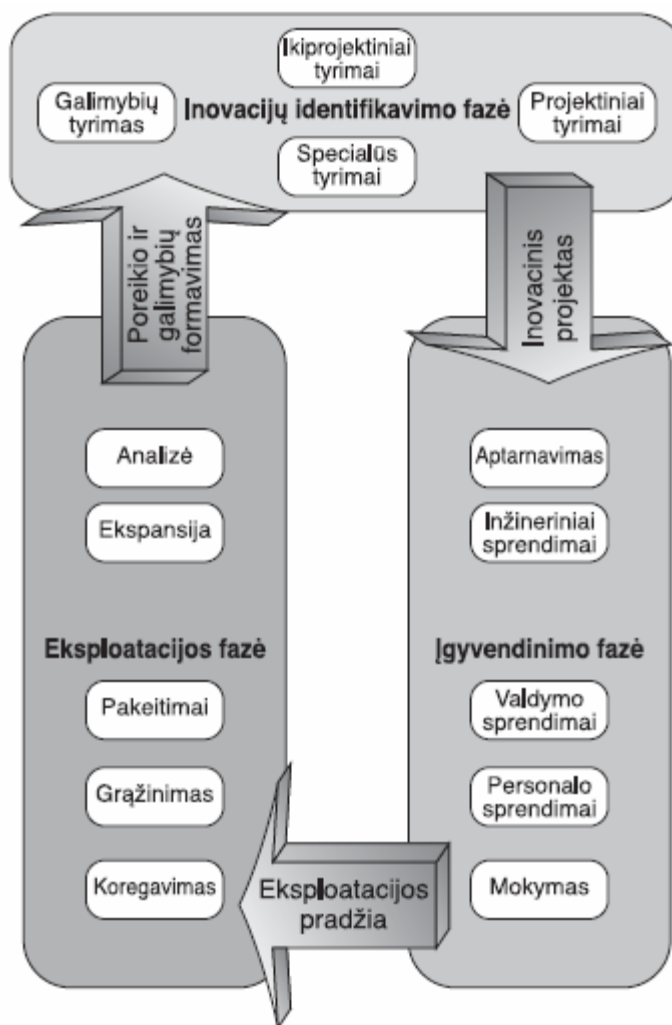 Ikiprojektiniai
tyrimai
Galimybių
tyrimas
Inovacijų identifikavimo fazė
Projektiniai
tyrimai
Specialūs
tyrimai
Poreikio ir
galimybių
formavimas
Inovacinis
projektas
Analizė
Ekspansija
Eksploatacijos fazė
Pakeitimai
Grąžinimas
Koregavimas
Aptarnavimas
Inžineriniai
sprendimai
Įgyvendinimo fazė
Valdymo
sprendimai
Personalo
sprendimai
Mokymas
Eksploatacijos
pradžia